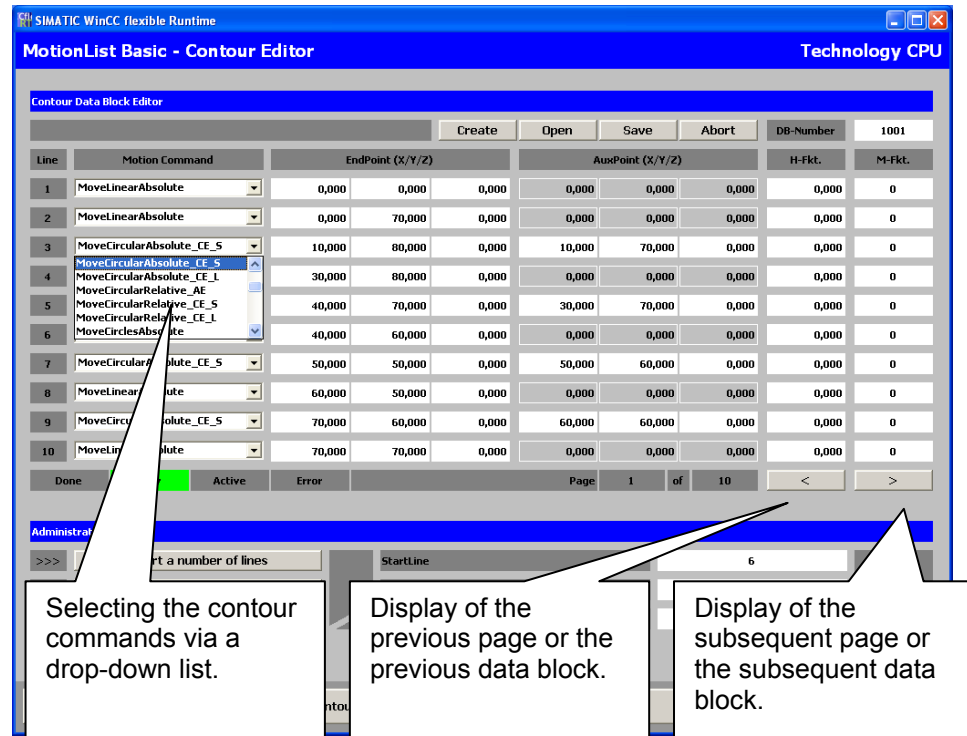 SIMATIC WinCC flexible Runtime
MotionList Basic - Contour Editor Technology CPU
Contour Data Block Editor
Create Open Save Abort DB-Number 1001
Line Motion Command EndPoint (X/Y/Z) AuxPoint (X/Y/Z) H-Fkt. M-Fkt.
1 MoveLinearAbsolute 0,000 0,000 0,000 0,000 0,000 0,000 0,000 0
2 MoveLinearAbsolute 0,000 70,000 0,000 0,000 0,000 0,000 0,000 0
3 MoveCircularAbsolute_CE_S 10,000 80,000 0,000 10,000 70,000 0,000 0,000 0
MoveCircularAbsolute_CE_S
MoveCircularAbsolute_CE_L
MoveCircularRelative_AE
MoveCircularRelative_CE_S
MoveCircularRelative_CE_L
MoveCirclesAbsolute
4 30,000 80,000 0,000 0,000 0,000 0,000 0,000 0
5 40,000 70,000 0,000 30,000 70,000 0,000 0,000 0
6 40,000 60,000 0,000 0,000 0,000 0,000 0,000 0
7 MoveCircularAbsolute_CE_S 50,000 50,000 0,000 50,000 60,000 0,000 0,000 0
8 MoveLinearAbsolute 60,000 50,000 0,000 0,000 0,000 0,000 0,000 0
9 MoveCircularAbsolute_CE_S 70,000 60,000 0,000 60,000 60,000 0,000 0,000 0
10 MoveLinearAbsolute 70,000 70,000 0,000 0,000 0,000 0,000 0,000 0
Done Active Error Page 1 of 10 < >
>>> a number of lines StartLine 6
Selecting the contour
commands via a
drop-down list.
Display of the
previous page or the
previous data block.
Display of the
subsequent page or
the subsequent data
block.